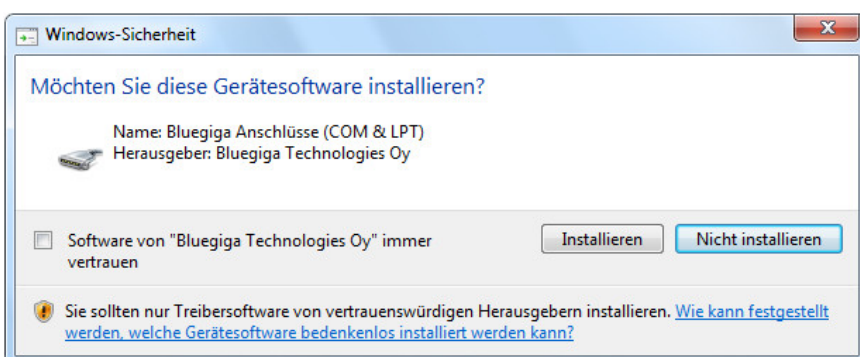 Windows-Sicherheit
Möchten Sie diese Gerätesoftware installieren?
Name: Bluegiga Anschlüsse (COM & LPT)
Herausgeber: Bluegiga Technologies Oy
Software von "Bluegiga Technologies Oy" immer
vertrauen
Installieren
Nicht installieren
Sie sollten nur Treibersoftware von vertrauenswürdigen Herausgebern installieren. Wie kann festgestellt
werden, welche Gerätesoftware bedenkenlos installiert werden kann?